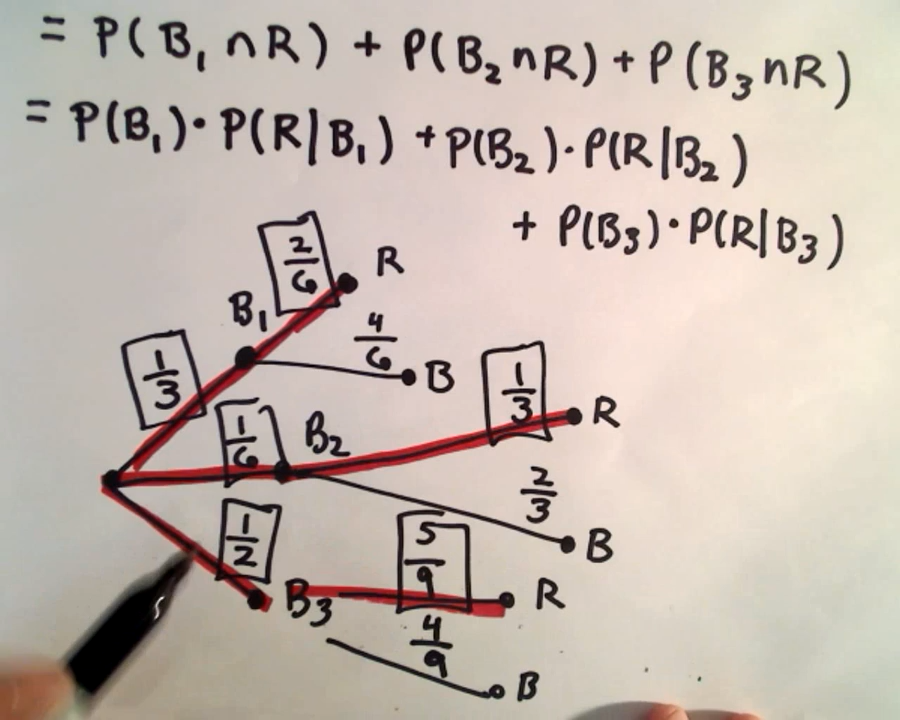 = P(B₁∩R) + P(B₂∩R) + P(B₃∩R)
= P(B₁)·P(R|B₁) + P(B₂)·P(R|B₂)
+ P(B₃)·P(R|B₃)
2/6 R
B₁
1/3
4/6 B
1/3 R
1/6 B₂
2/3
B
1/2
5/9
B₃ R
4/9
B